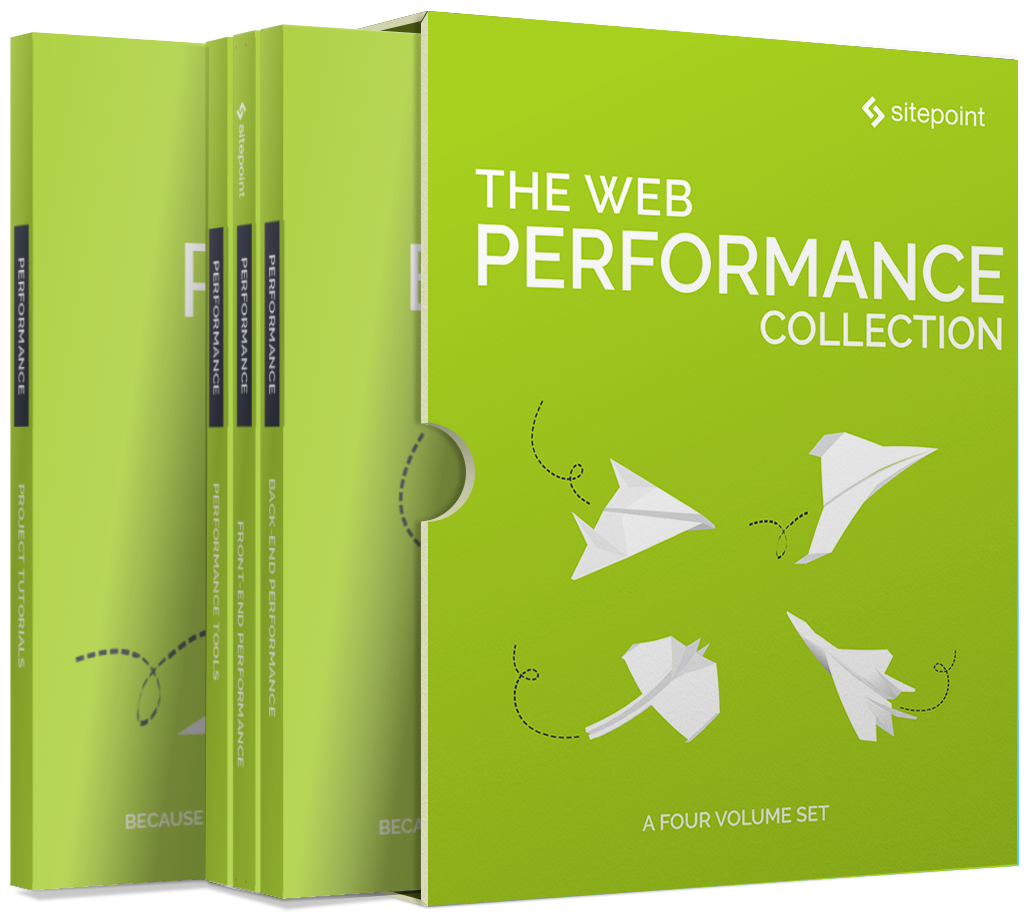 PERFORMANCE
PROJECT TUTORIALS
P
BECAUSE
PERFORMANCE
PERFORMANCE TOOLS
sitepoint
PERFORMANCE
FRONT-END PERFORMANCE
PERFORMANCE
BACK-END PERFORMANCE
BECA
sitepoint
THE WEB
PERFORMANCE
COLLECTION
A FOUR VOLUME SET